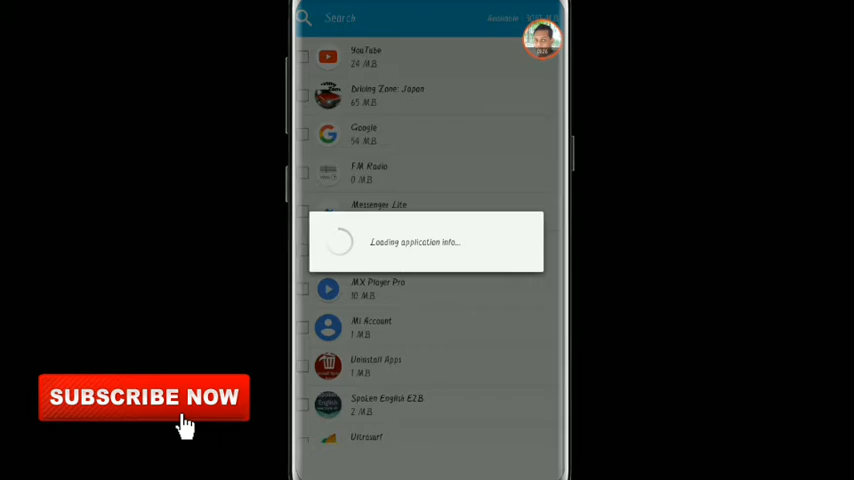 Search
YouTube
24 MB
Driving Zone: Japan
65 MB
Google
54 MB
FM Radio
0 MB
Messenger Lite
Loading application info...
MX Player Pro
10 MB
Mi Account
1 MB
Uninstall Apps
1 MB
Spoken English E2B
2 MB
Ultrasurf
SUBSCRIBE NOW